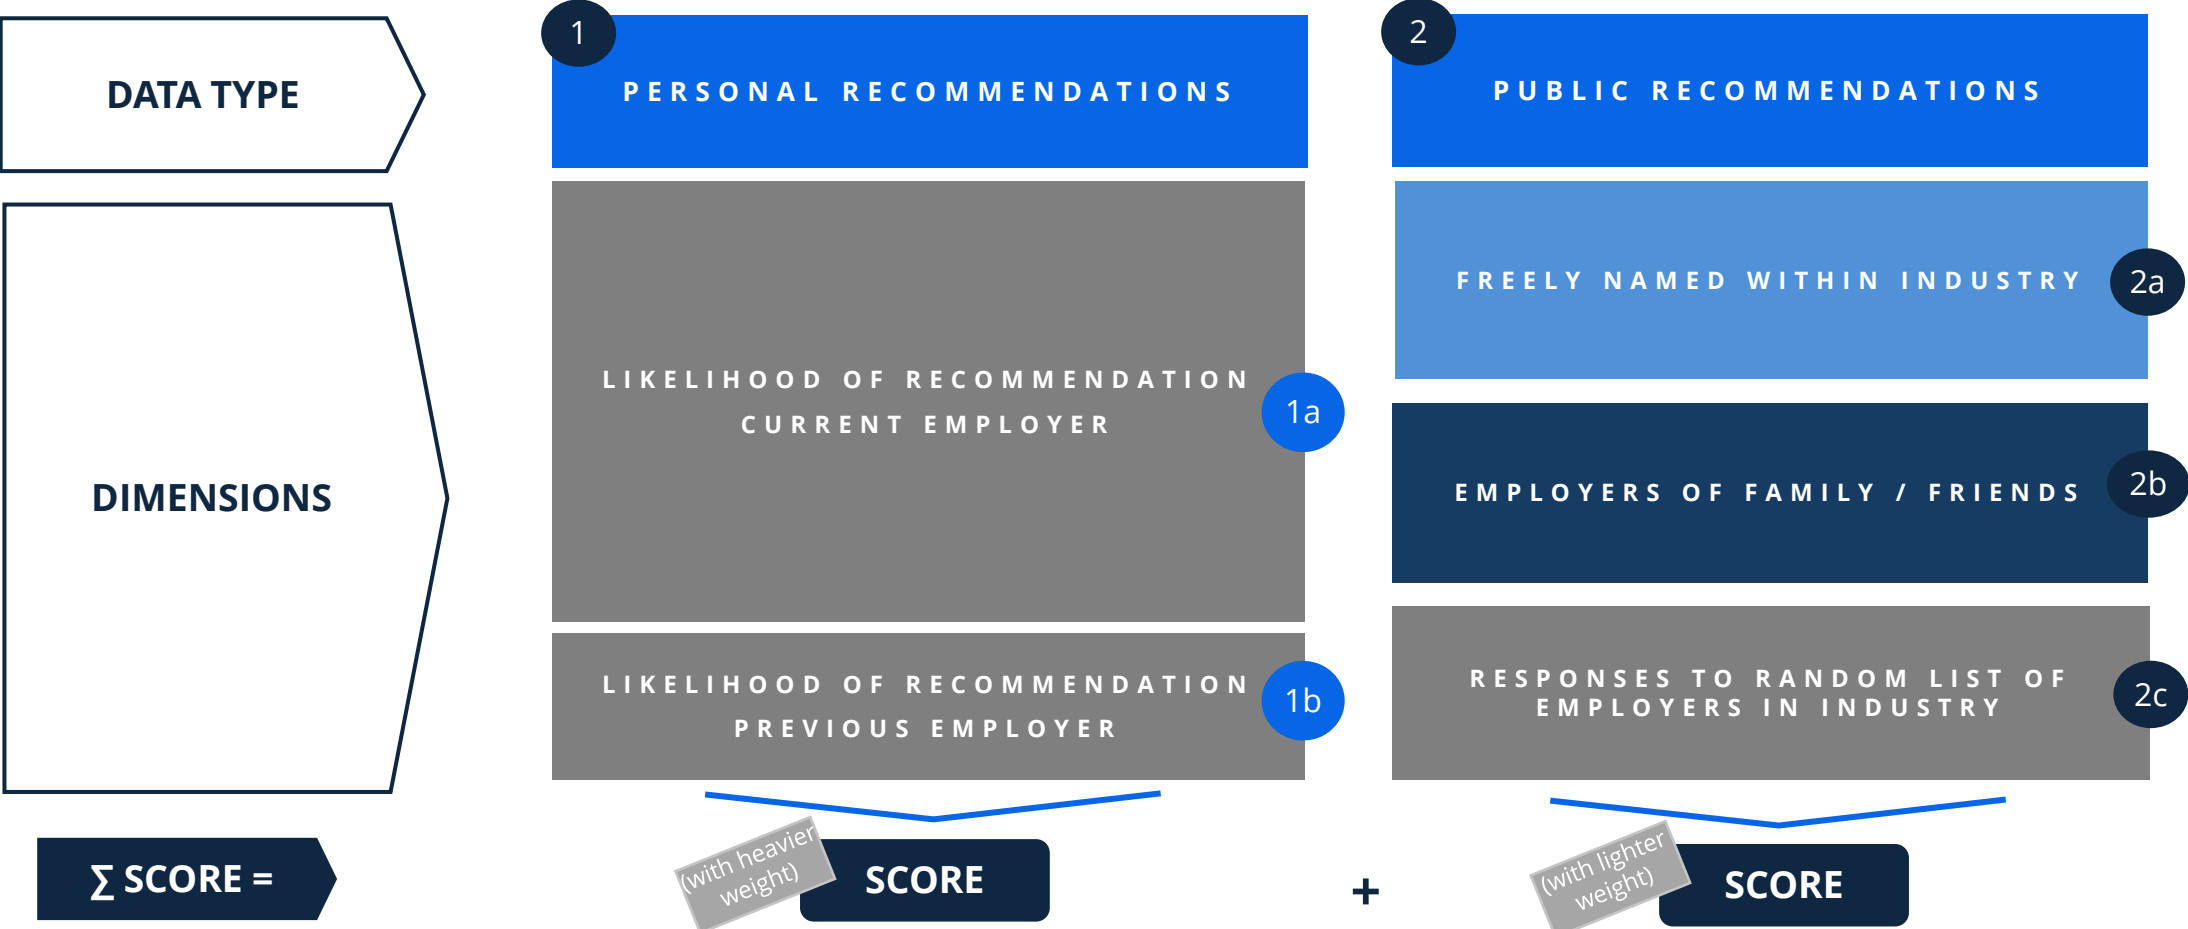 DATA TYPE
1
PERSONAL RECOMMENDATIONS
2
PUBLIC RECOMMENDATIONS
DIMENSIONS
LIKELIHOOD OF RECOMMENDATION
CURRENT EMPLOYER
1a
LIKELIHOOD OF RECOMMENDATION
PREVIOUS EMPLOYER
1b
FREELY NAMED WITHIN INDUSTRY
2a
EMPLOYERS OF FAMILY / FRIENDS
2b
RESPONSES TO RANDOM LIST OF
EMPLOYERS IN INDUSTRY
2c
∑ SCORE =
(with heavier
weight)
SCORE
+
(with lighter
weight)
SCORE